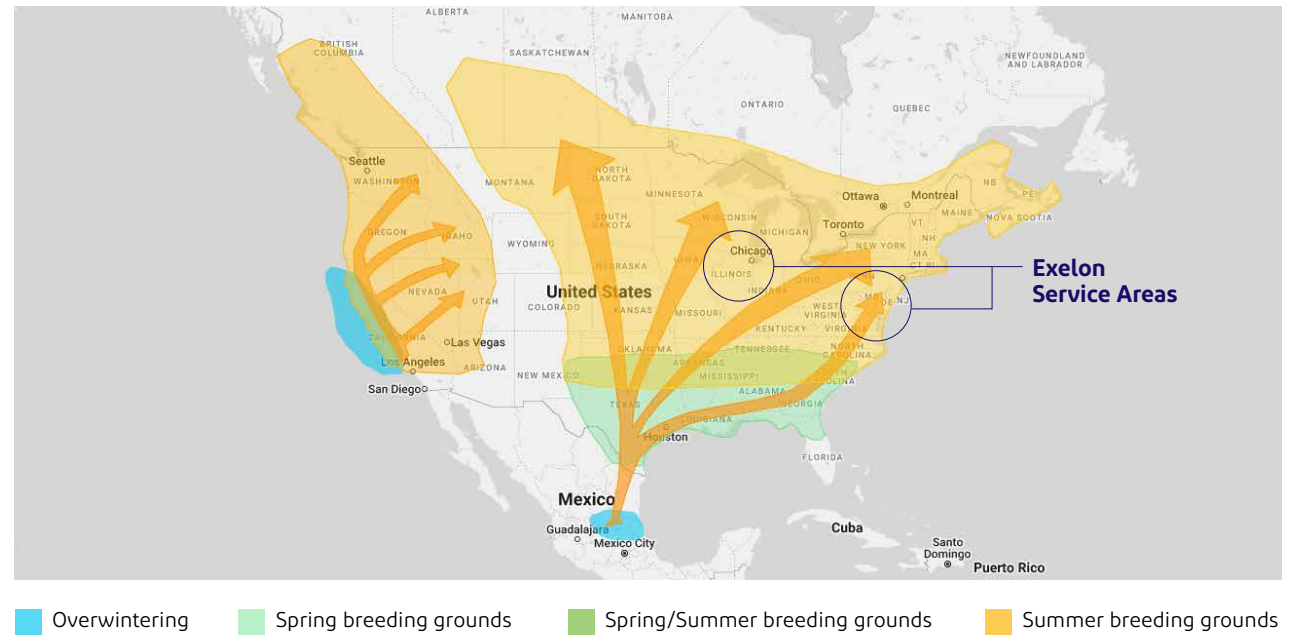 ALBERTA
MANITOBA
BRITISH
COLUMBIA
SASKATCHEWAN
NEWFOUNDLAND
AND LABRADOR
ONTARIO
QUEBEC
Seattle
WASHINGTON
MONTANA
NORTH
DAKOTA
MINNESOTA
Ottawa
Montreal
NB
PE
MAINE
NOVA SCOTIA
OREGON
IDAHO
SOUTH
DAKOTA
WISCONSIN
MICHIGAN
Toronto
VT
NH
NEW YORK
MA
CT RI
WYOMING
Chicago
IOWA
NEBRASKA
ILLINOIS
INDIANA
OHIO
Exelon
Service Areas
NEVADA
UTAH
United States
COLORADO
KANSAS
MISSOURI
WEST
VIRGINIA
DE
NJ
KENTUCKY
VIRGINIA
CALIFORNIA
Las Vegas
Los Angeles
ARIZONA
NEW MEXICO
OKLAHOMA
ARKANSAS
TENNESSEE
NORTH
CAROLINA
MISSISSIPPI
San Diego
TEXAS
ALABAMA
GEORGIA
LOUISIANA
Houston
FLORIDA
Mexico
Guadalajara
Mexico City
Cuba
Santo
Domingo
Puerto Rico
Overwintering
Spring breeding grounds
Spring/Summer breeding grounds
Summer breeding grounds